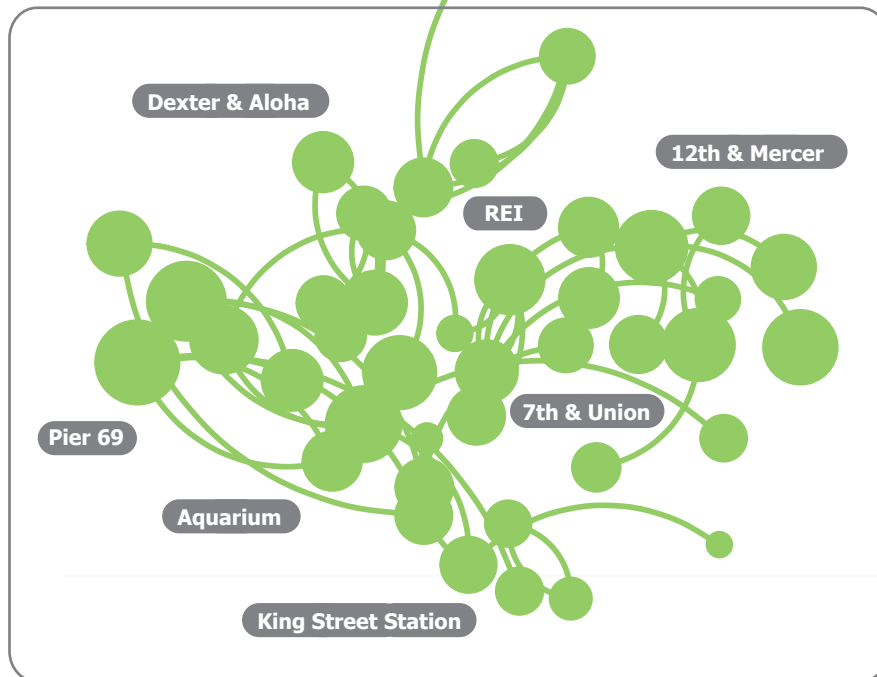 Dexter & Aloha
12th & Mercer
REI
7th & Union
Pier 69
Aquarium
King Street Station